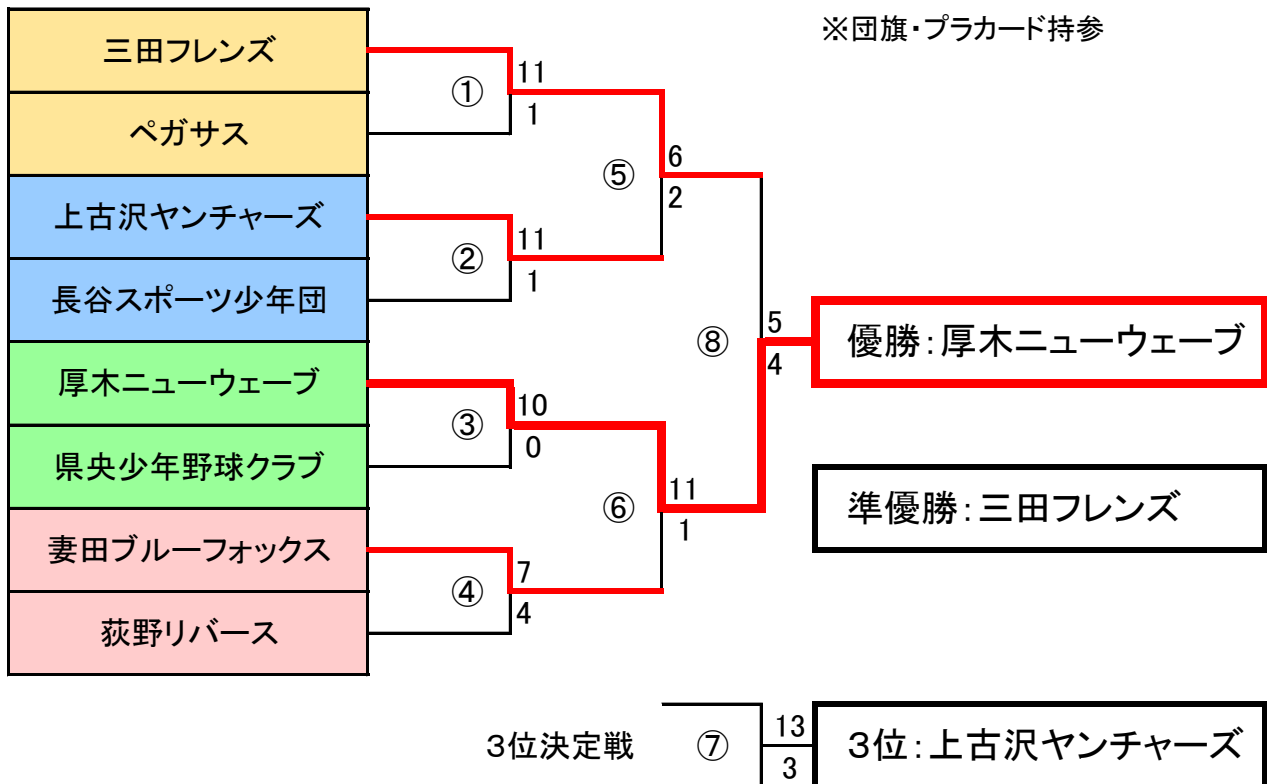 ※団旗・プラカード持参
三田フレンズ
ペガサス
上古沢ヤンチャーズ
長谷スポーツ少年団
厚木ニューウェーブ
県央少年野球クラブ
妻田ブルーフォックス
荻野リバース
①
11
1
②
11
1
③
10
0
④
7
4
⑤
6
2
⑥
11
1
⑧
5
4
優勝：厚木ニューウェーブ
準優勝：三田フレンズ
３位決定戦
⑦
13
3
３位：上古沢ヤンチャーズ